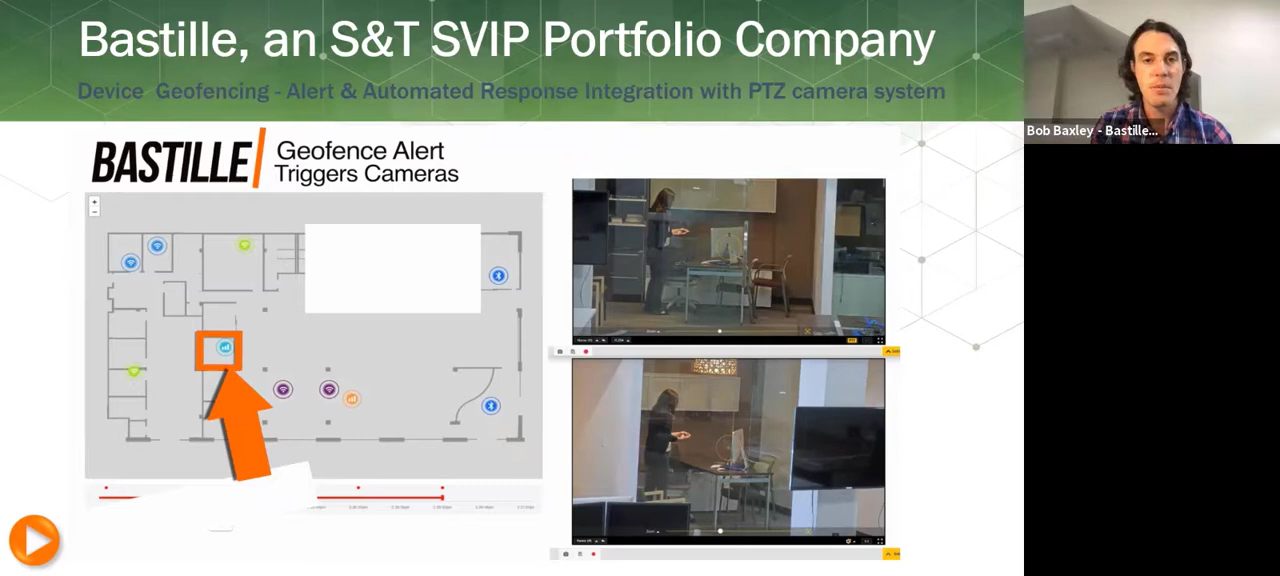 Bastille, an S&T SVIP Portfolio Company
Device Geofencing - Alert & Automated Response Integration with PTZ camera system
Bob Baxley - Bastille...
BASTILLE
Geofence Alert
Triggers Cameras
+
−